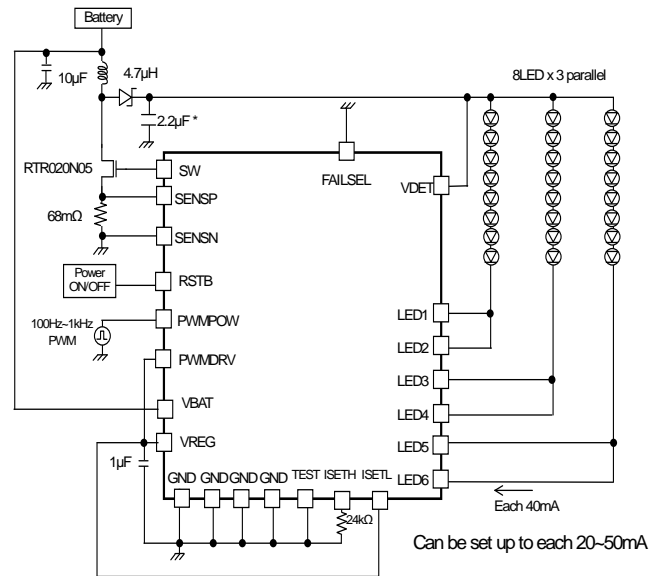 Battery
10μF
4.7μH
2.2μF *
8LED x 3 parallel
RTR020N05
SW
FAILSEL
VDET
SENSP
68mΩ
SENSN
Power
ON/OFF
RSTB
100Hz~1kHz
PWM
PWMPOW
LED1
LED2
PWMDRV
LED3
VBAT
LED4
VREG
LED5
1μF
GND GND GND GND TEST ISETH ISETL
LED6
24kΩ
Each 40mA
Can be set up to each 20~50mA